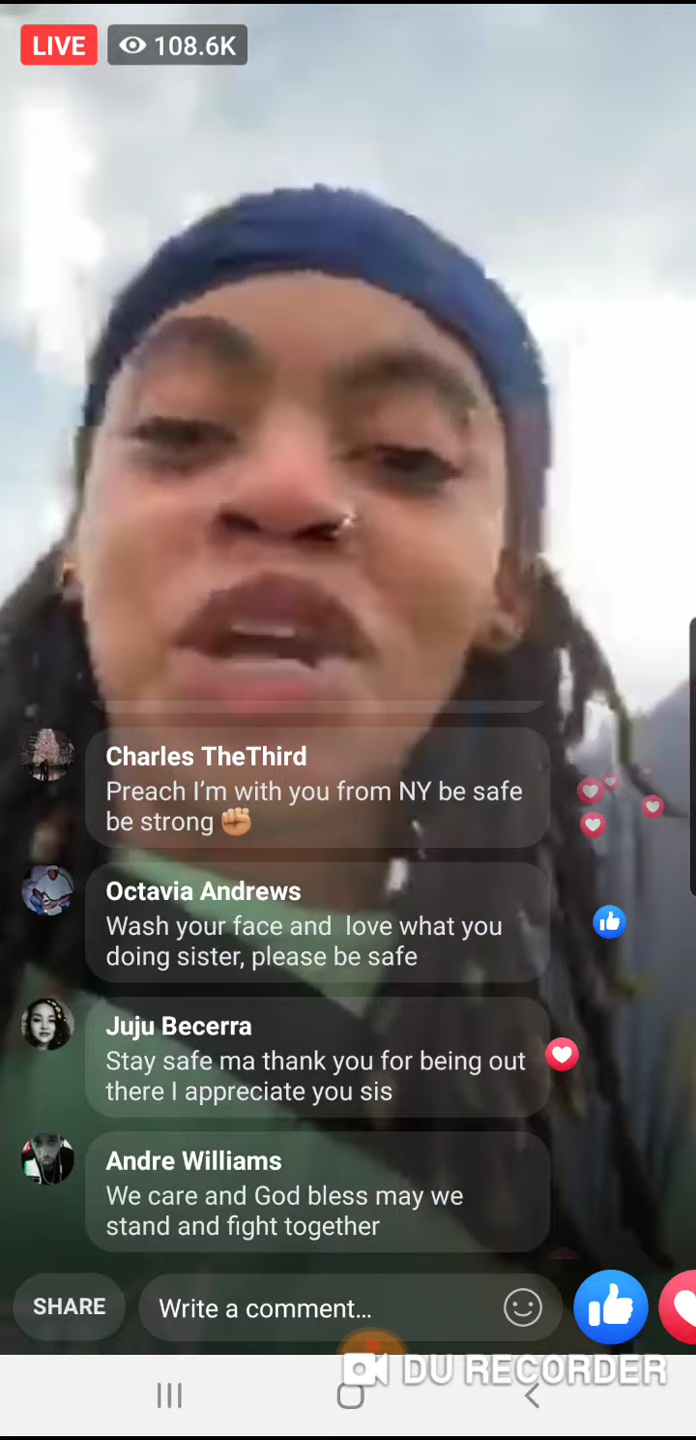 LIVE
108.6K
Charles TheThird
Preach I'm with you from NY be safe
be strong ✊🏼
Octavia Andrews
Wash your face and  love what you
doing sister, please be safe
Juju Becerra
Stay safe ma thank you for being out
there I appreciate you sis
Andre Williams
We care and God bless may we
stand and fight together
SHARE
Write a comment...
DU RECORDER